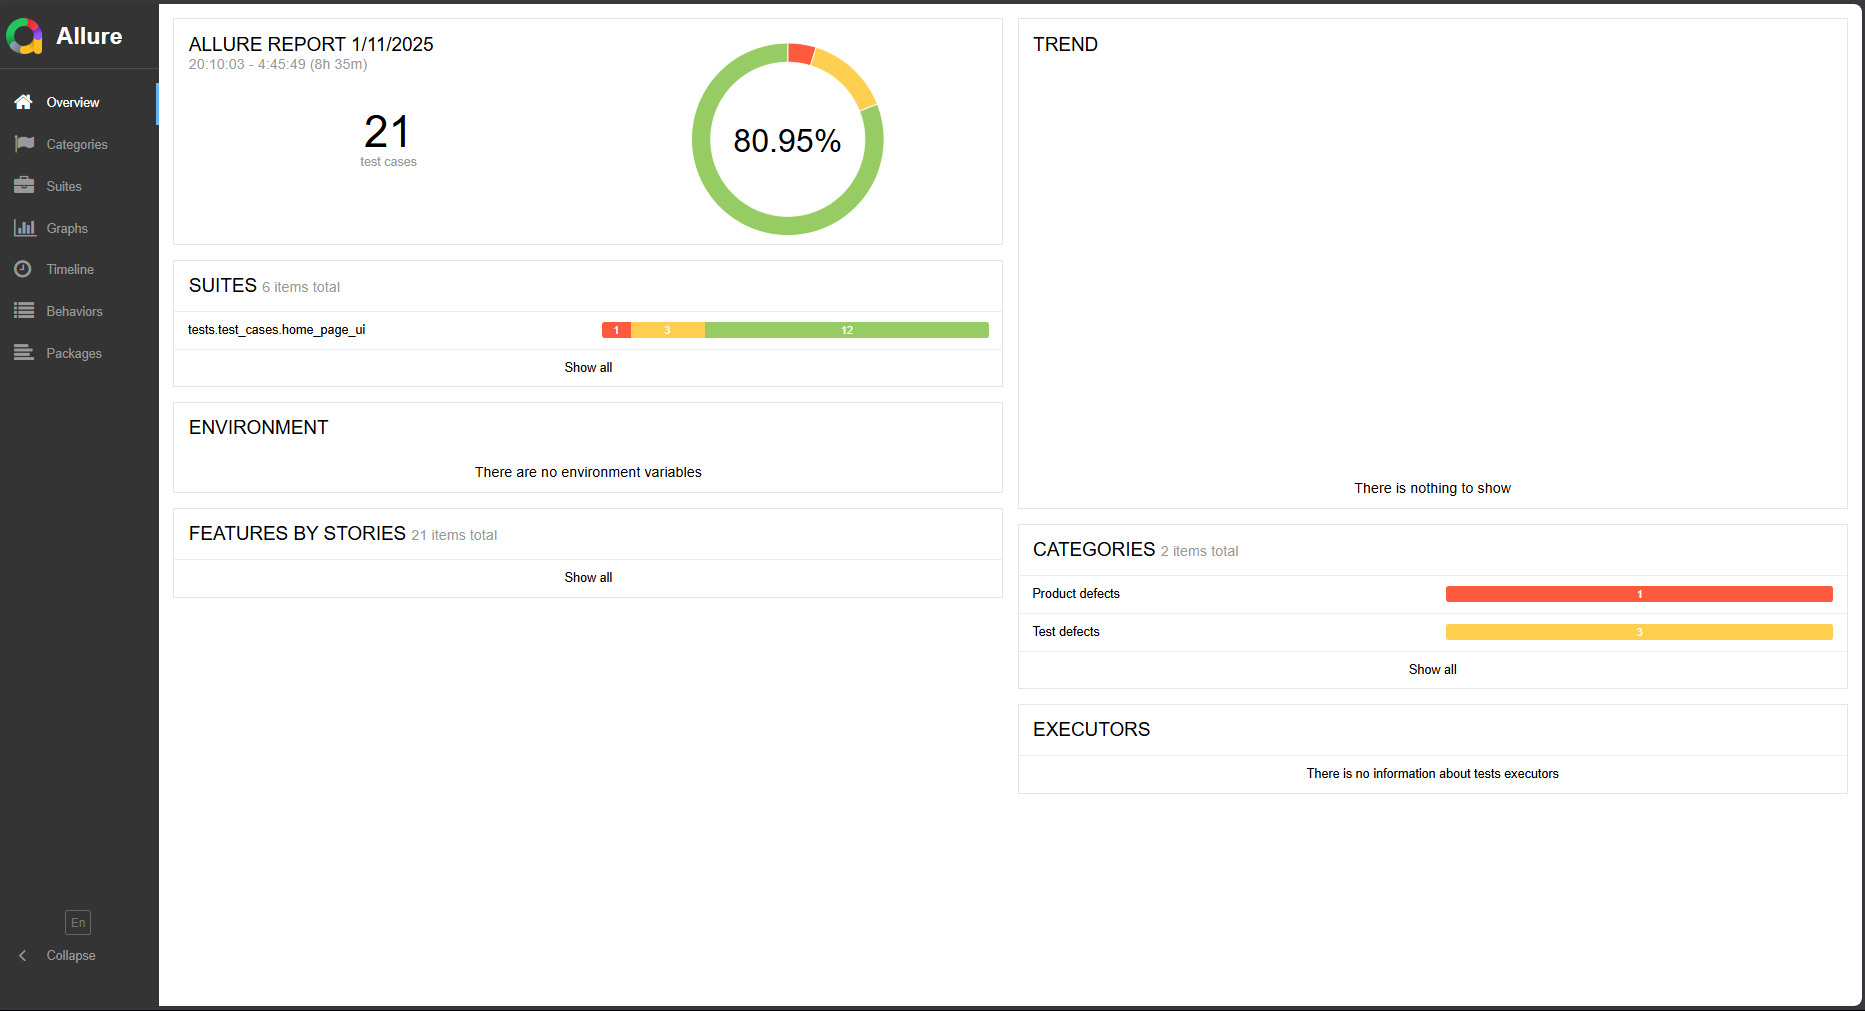 Allure
Overview
Categories
Suites
Graphs
Timeline
Behaviors
Packages
En
Collapse
ALLURE REPORT 1/11/2025
20:10:03 - 4:45:49 (8h 35m)
21
test cases
80.95%
SUITES 6 items total
tests.test_cases.home_page_ui 1 3 12
Show all
ENVIRONMENT
There are no environment variables
FEATURES BY STORIES 21 items total
Show all
TREND
There is nothing to show
CATEGORIES 2 items total
Product defects 1
Test defects 3
Show all
EXECUTORS
There is no information about tests executors